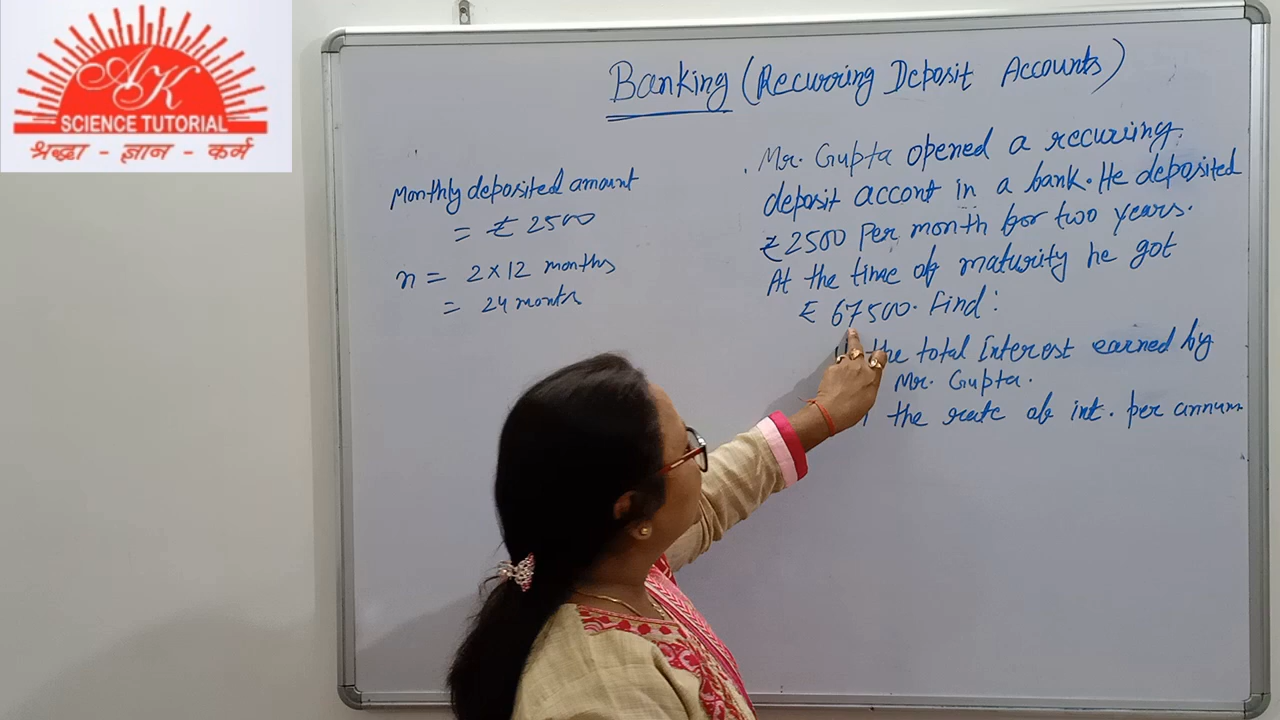 AK
SCIENCE TUTORIAL
श्रद्धा - ज्ञान - कर्म
Banking (Recurring Deposit Accounts)
Monthly deposited amount
= ₹ 2500
n = 2×12 months
= 24 months
Mr. Gupta opened a recurring
deposit accont in a bank. He deposited
₹2500 Per month for two years.
At the time of maturity he got
₹ 67500. Find:
the total Interest earned by
Mr. Gupta.
the rate of int. per annum